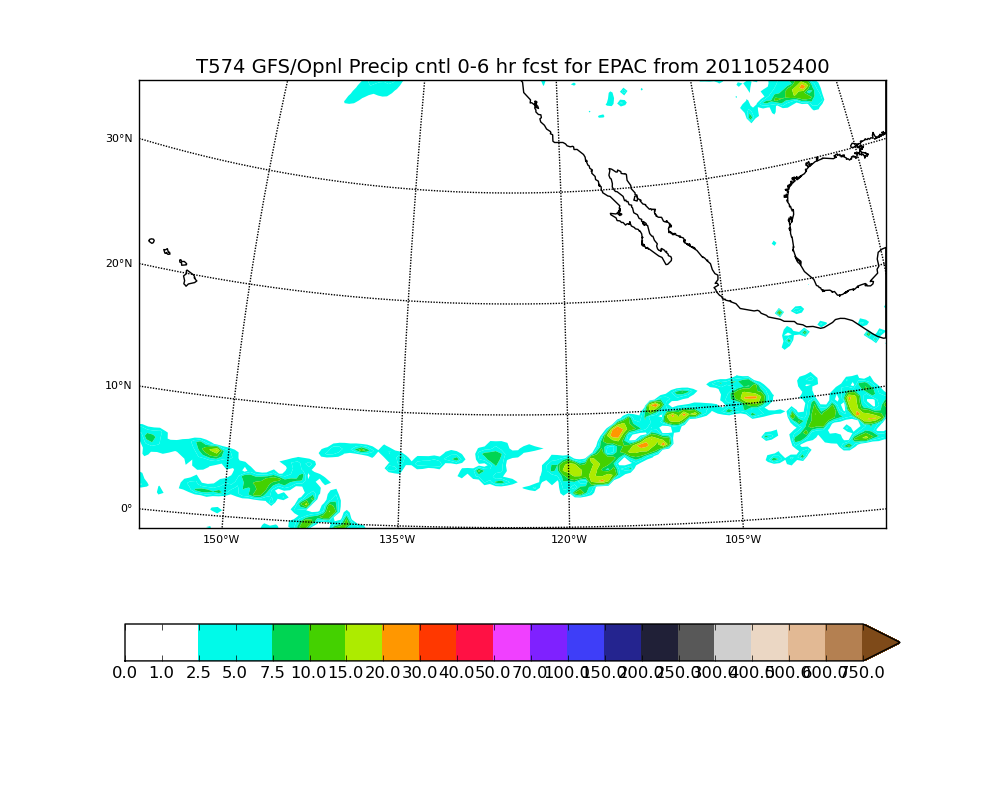 T574 GFS/Opnl Precip cntl 0-6 hr fcst for EPAC from 2011052400
30°N
20°N
10°N
0°
150°W 135°W 120°W 105°W
0.0 1.0 2.5 5.0 7.5 10.0 15.0 20.0 30.0 40.0 50.0 70.0 100.0 150.0 200.0 250.0 300.0 400.0 500.0 600.0 750.0